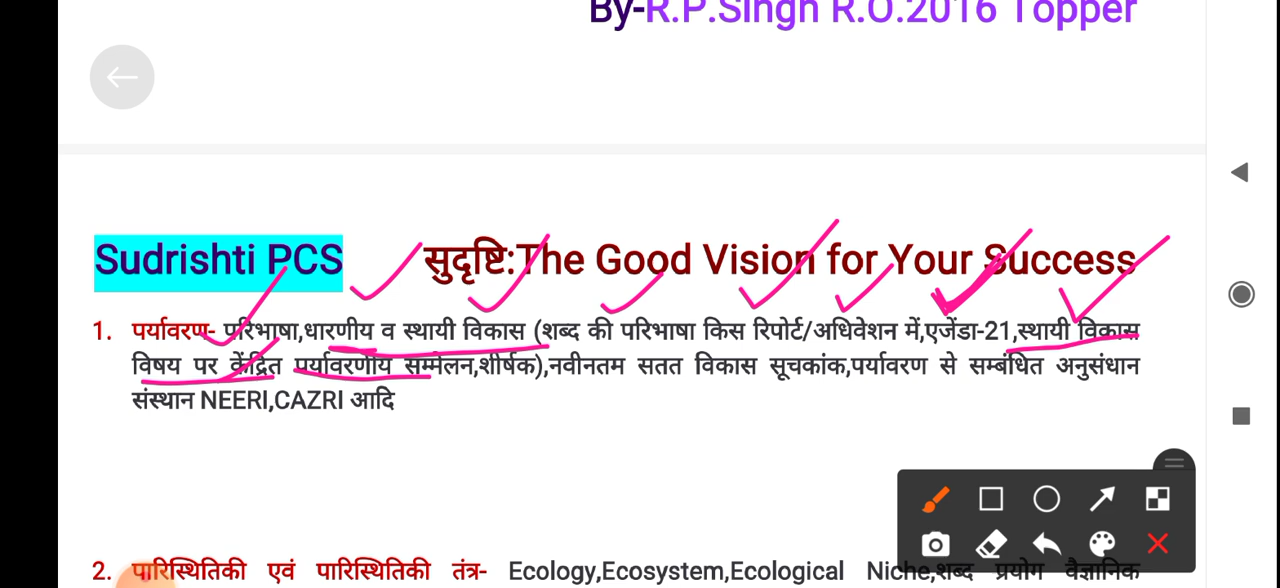 By-R.P.Singh R.O.2016 Topper
Sudrishti PCS सुदृष्टि:The Good Vision for Your Success
1. पर्यावरण- परिभाषा,धारणीय व स्थायी विकास (शब्द की परिभाषा किस रिपोर्ट/अधिवेशन में,एजेंडा-21,स्थायी विकास
विषय पर केंद्रित पर्यावरणीय सम्मेलन,शीर्षक),नवीनतम सतत विकास सूचकांक,पर्यावरण से सम्बंधित अनुसंधान
संस्थान NEERI,CAZRI आदि
2. पारिस्थितिकी एवं पारिस्थितिकी तंत्र- Ecology,Ecosystem,Ecological Niche,शब्द प्रयोग वैज्ञानिक